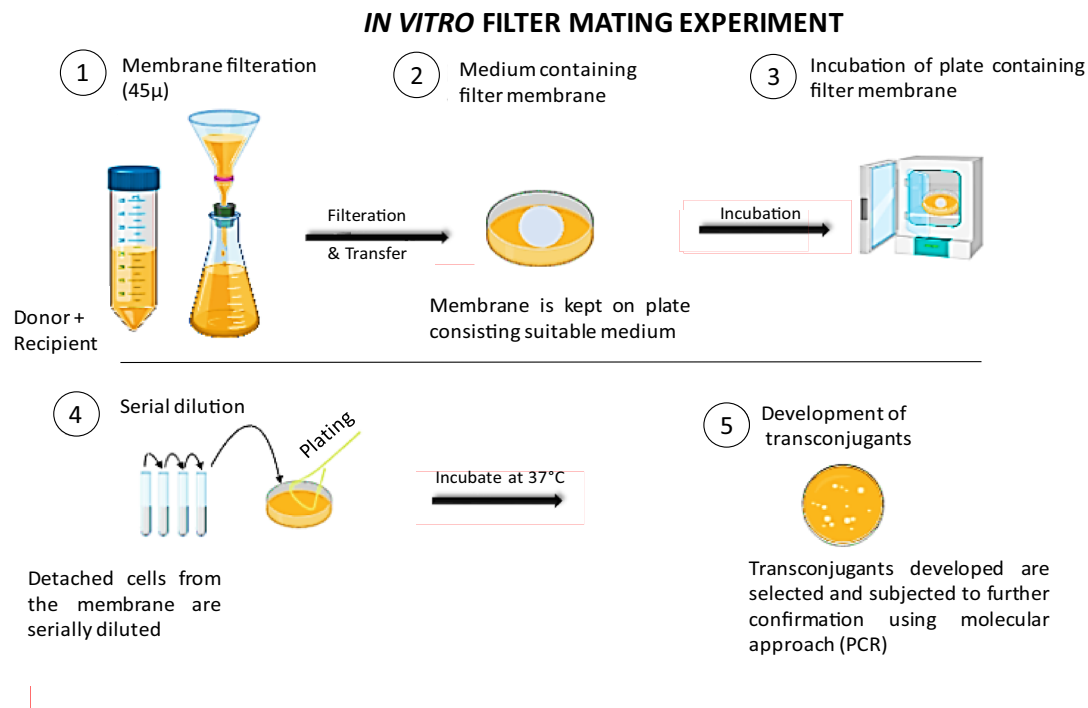 IN VITRO FILTER MATING EXPERIMENT
1
Membrane filteration
(45µ)
2
Medium containing
filter membrane
3
Incubation of plate containing
filter membrane
Filteration
& Transfer
Incubation
Donor +
Recipient
Membrane is kept on plate
consisting suitable medium
4
Serial dilution
Plating
Incubate at 37°C
5
Development of
transconjugants
Detached cells from
the membrane are
serially diluted
Transconjugants developed are
selected and subjected to further
confirmation using molecular
approach (PCR)